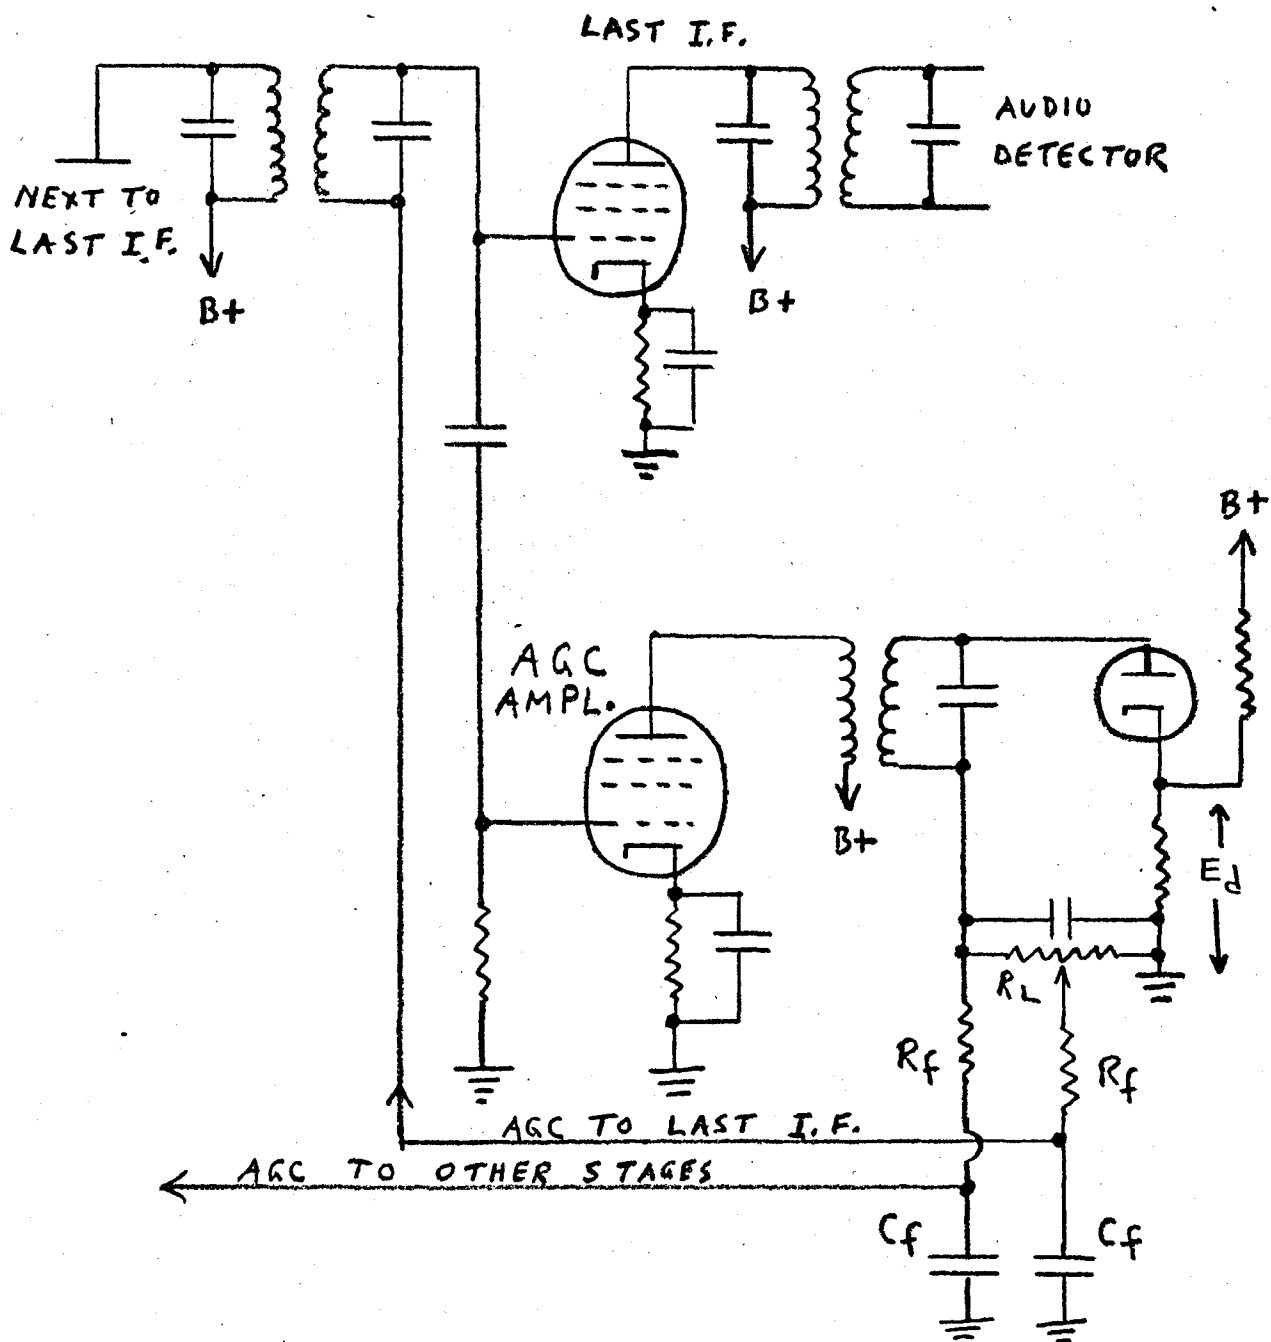 LAST I.F.
AUDIO
DETECTOR
NEXT TO
LAST I.F.
B+
B+
B+
AGC
AMPL.
B+
Ed
RL
Rf
Rf
AGC TO LAST I.F.
AGC TO OTHER STAGES
Cf
Cf